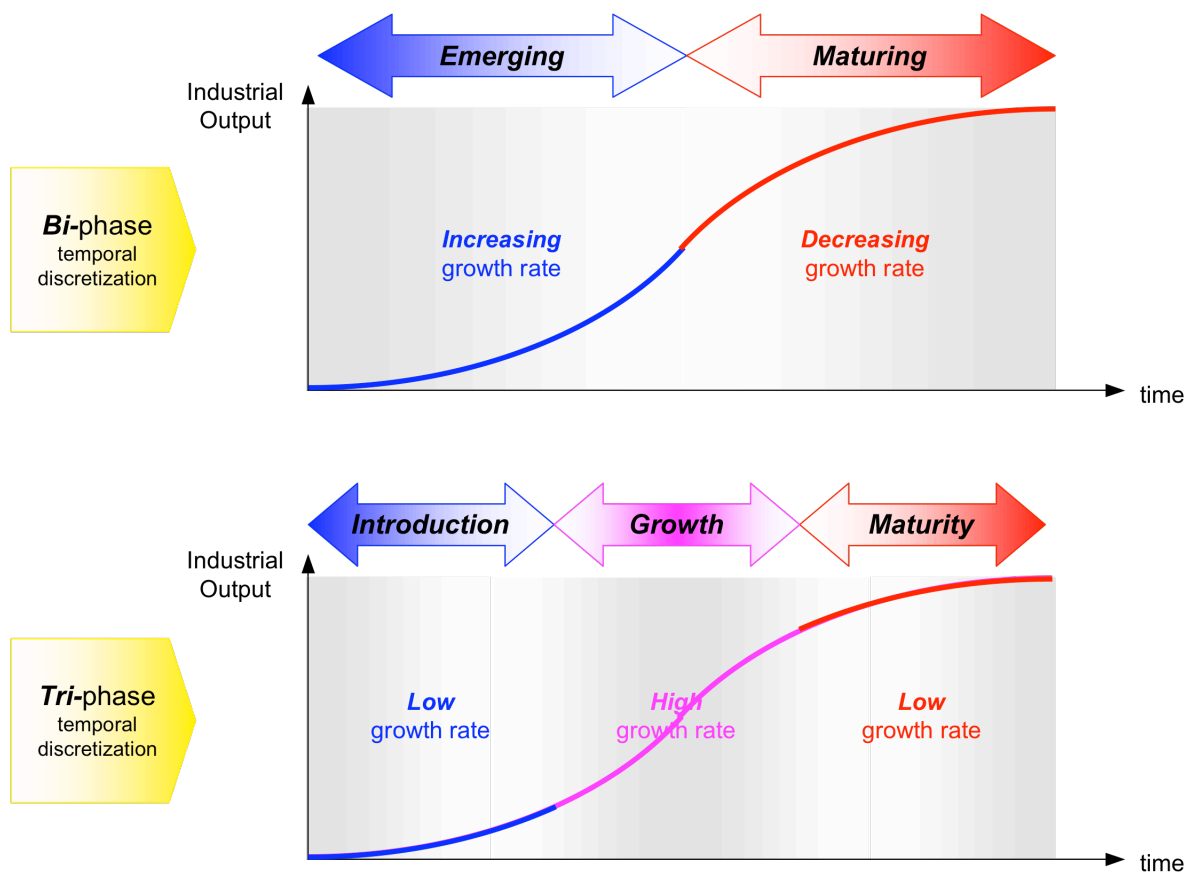 Emerging
Maturing
Industrial
Output
Bi-phase
temporal
discretization
Increasing
growth rate
Decreasing
growth rate
time
Introduction
Growth
Maturity
Industrial
Output
Tri-phase
temporal
discretization
Low
growth rate
High
growth rate
Low
growth rate
time